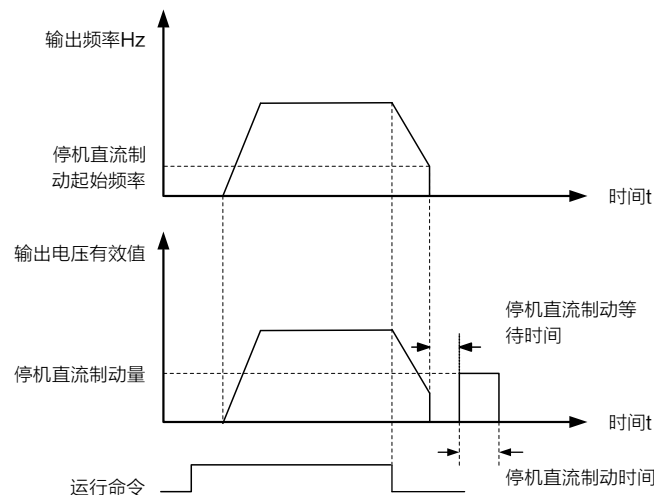 输出频率Hz
停机直流制
动起始频率
时间t
输出电压有效值
停机直流制动等
待时间
停机直流制动量
时间t
停机直流制动时间
运行命令